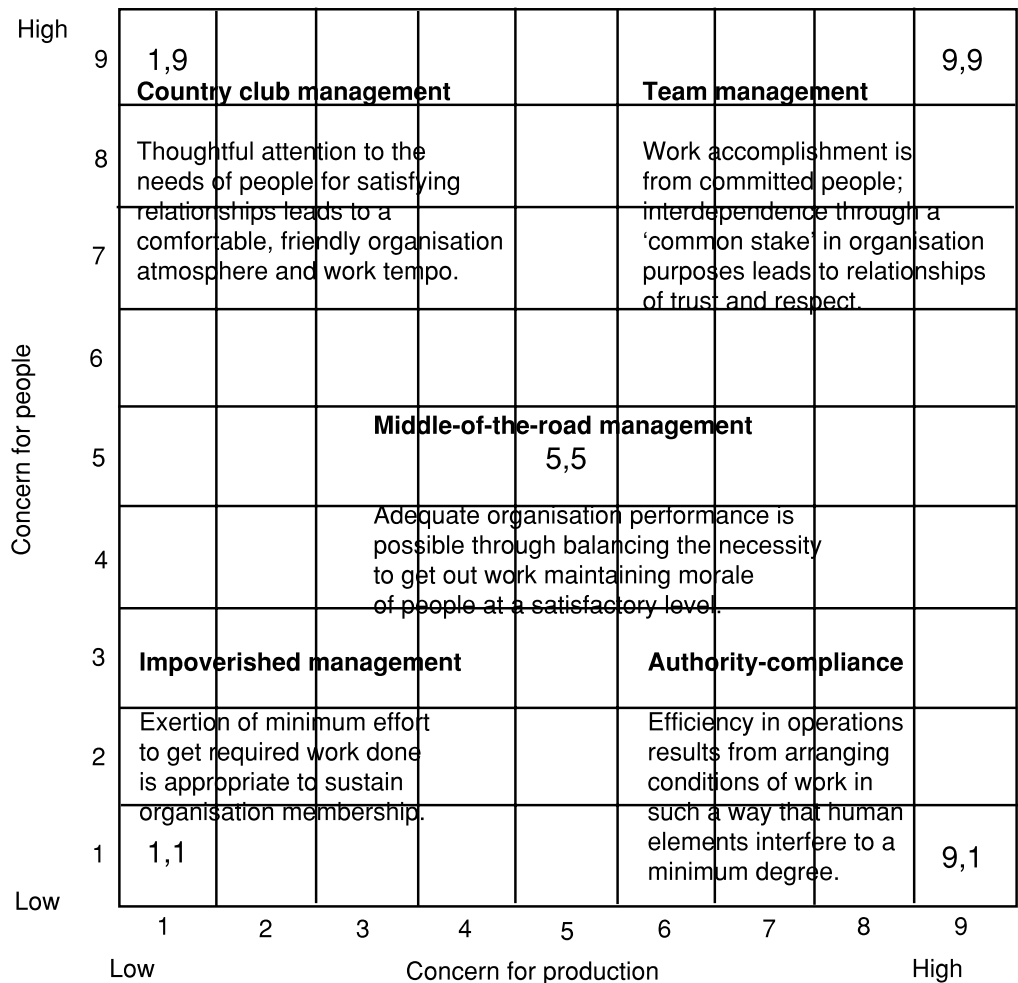 High
9
1,9
9,9
Country club management
Team management
8
Thoughtful attention to the
needs of people for satisfying
relationships leads to a
comfortable, friendly organisation
atmosphere and work tempo.
Work accomplishment is
from committed people;
interdependence through a
‘common stake’ in organisation
purposes leads to relationships
of trust and respect.
7
6
Concern for people
Middle-of-the-road management
5
5,5
Adequate organisation performance is
possible through balancing the necessity
to get out work maintaining morale
of people at a satisfactory level.
4
3
Impoverished management
Authority-compliance
Exertion of minimum effort
to get required work done
is appropriate to sustain
organisation membership.
Efficiency in operations
results from arranging
conditions of work in
such a way that human
elements interfere to a
minimum degree.
2
1
1,1
9,1
Low
1 2 3 4 5 6 7 8 9
Low
Concern for production
High